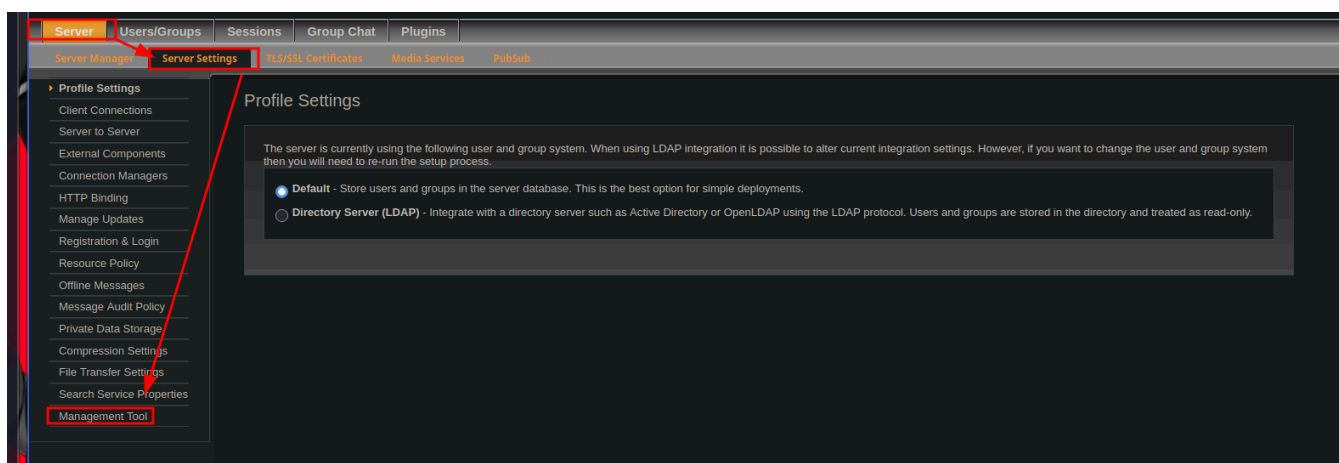 Server Users/Groups Sessions Group Chat Plugins
Server Manager Server Settings TLS/SSL Certificates Media Services PubSub
Profile Settings
Client Connections
Server to Server
External Components
Connection Managers
HTTP Binding
Manage Updates
Registration & Login
Resource Policy
Offline Messages
Message Audit Policy
Private Data Storage
Compression Settings
File Transfer Settings
Search Service Properties
Management Tool
Profile Settings
The server is currently using the following user and group system. When using LDAP integration it is possible to alter current integration settings. However, if you want to change the user and group system
then you will need to re-run the setup process.
Default - Store users and groups in the server database. This is the best option for simple deployments.
Directory Server (LDAP) - Integrate with a directory server such as Active Directory or OpenLDAP using the LDAP protocol. Users and groups are stored in the directory and treated as read-only.